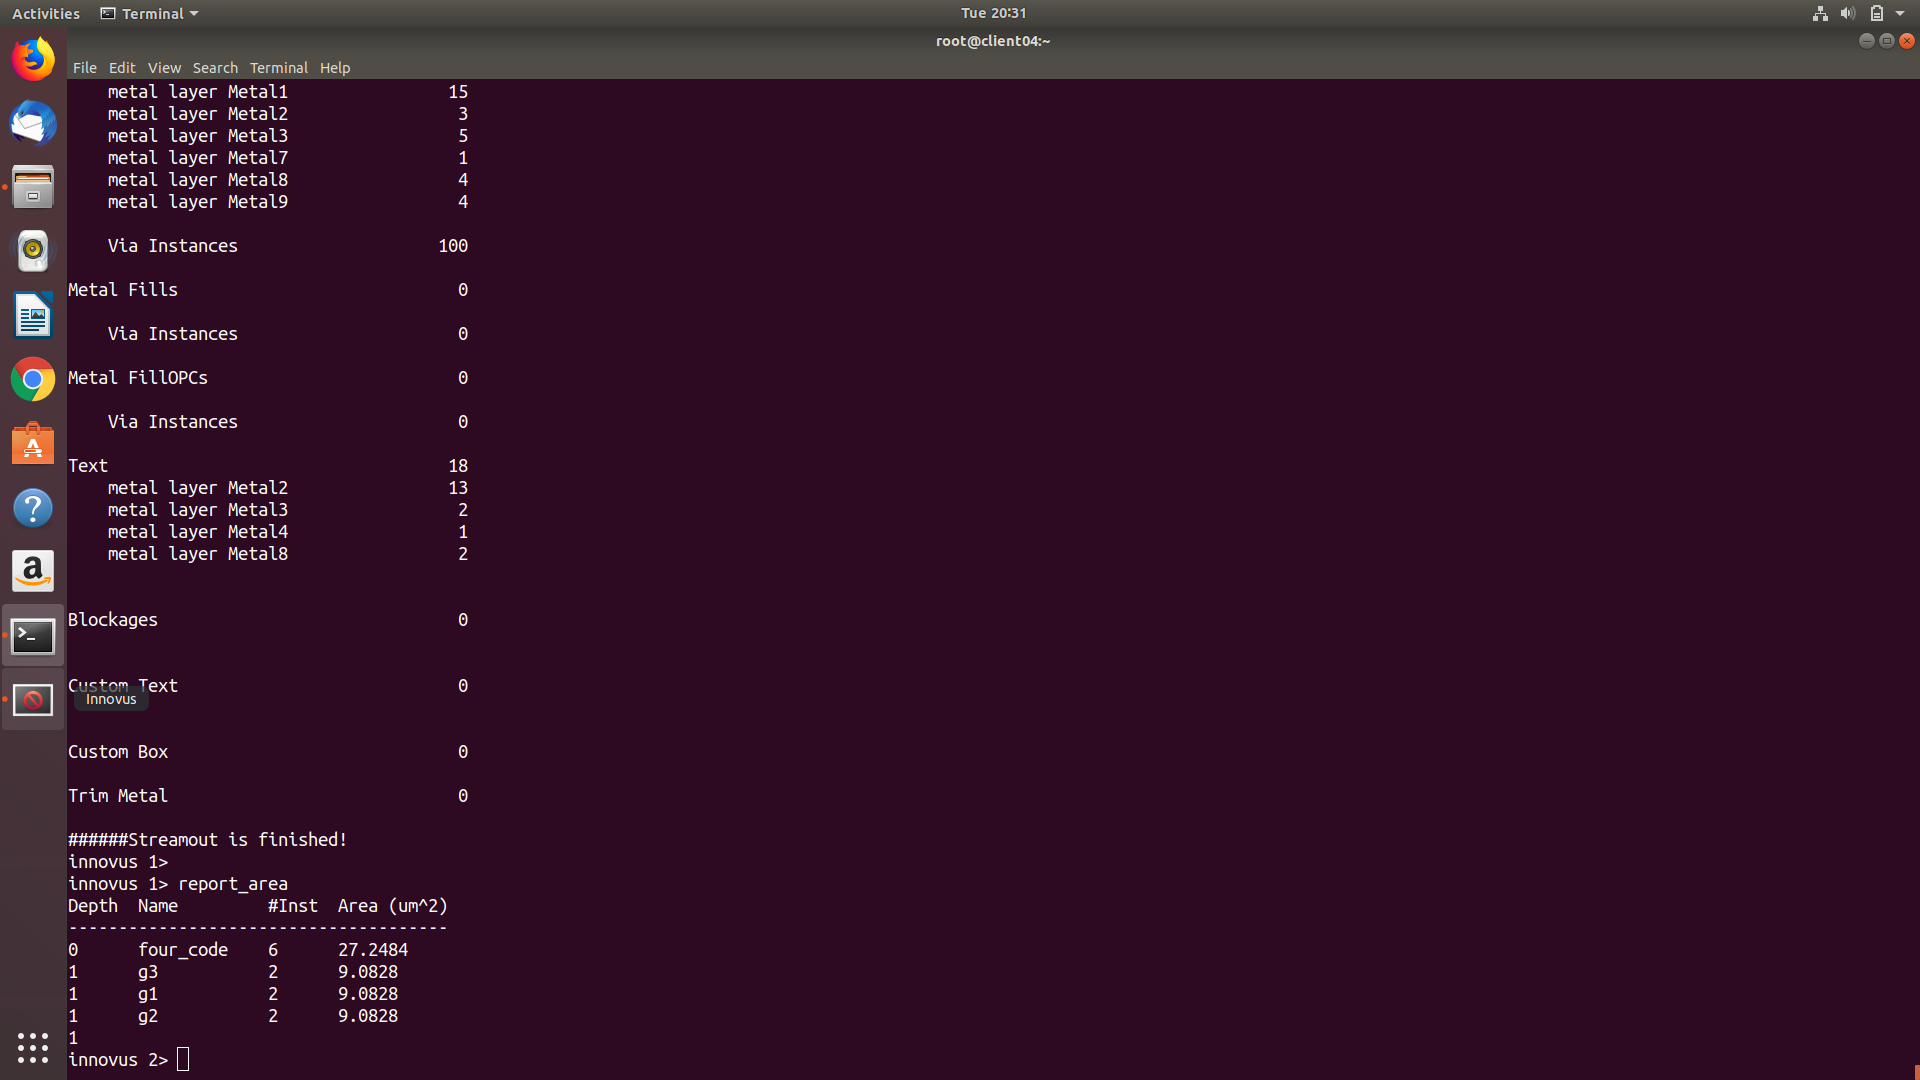 Activities Terminal Tue 20:31
root@client04:~
File Edit View Search Terminal Help
metal layer Metal1 15
metal layer Metal2 3
metal layer Metal3 5
metal layer Metal7 1
metal layer Metal8 4
metal layer Metal9 4
Via Instances 100
Metal Fills 0
Via Instances 0
Metal FillOPCs 0
Via Instances 0
Text 18
metal layer Metal2 13
metal layer Metal3 2
metal layer Metal4 1
metal layer Metal8 2
Blockages 0
Custom Text 0
Innovus
Custom Box 0
Trim Metal 0
######Streamout is finished!
innovus 1>
innovus 1> report_area
Depth Name #Inst Area (um^2)
--------------------------------------
0 four_code 6 27.2484
1 g3 2 9.0828
1 g1 2 9.0828
1 g2 2 9.0828
1
innovus 2>